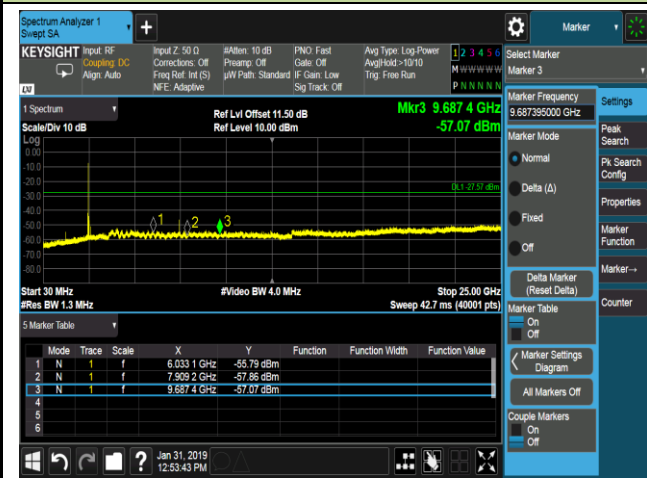 Spectrum Analyzer 1
Swept SA
Marker
KEYSIGHT
Input: RF
Coupling: DC
Align: Auto
Input Z: 50 Ω
Corrections: Off
Freq Ref: Int (S)
NFE: Adaptive
#Atten: 10 dB
Preamp: Off
µW Path: Standard
PNO: Fast
Gate: Off
IF Gain: Low
Sig Track: Off
Avg Type: Log-Power
Avg|Hold:>10/10
Trig: Free Run
1 2 3 4 5 6
M W W W W W
P N N N N N
LXI
Select Marker
Marker 3
1 Spectrum
Scale/Div 10 dB
Ref Lvl Offset 11.50 dB
Ref Level 10.00 dBm
Mkr3 9.687 4 GHz
-57.07 dBm
Log
0.00
-10.0
-20.0
-30.0
-40.0
-50.0
-60.0
-70.0
-80.0
DL1 -27.57 dBm
1
2
3
Start 30 MHz
#Res BW 1.3 MHz
#Video BW 4.0 MHz
Stop 25.00 GHz
Sweep 42.7 ms (40001 pts)
5 Marker Table
Mode Trace Scale X Y Function Function Width Function Value
1 N 1 f 6.033 1 GHz -55.79 dBm
2 N 1 f 7.909 2 GHz -57.86 dBm
3 N 1 f 9.687 4 GHz -57.07 dBm
4
5
6
Marker Frequency
9.687395000 GHz
Marker Mode
Normal
Delta (Δ)
Fixed
Off
Delta Marker
(Reset Delta)
Marker Table
On
Off
Marker Settings
Diagram
All Markers Off
Couple Markers
On
Off
Settings
Peak
Search
Pk Search
Config
Properties
Marker
Function
Marker→
Counter
?
Jan 31, 2019
12:53:43 PM